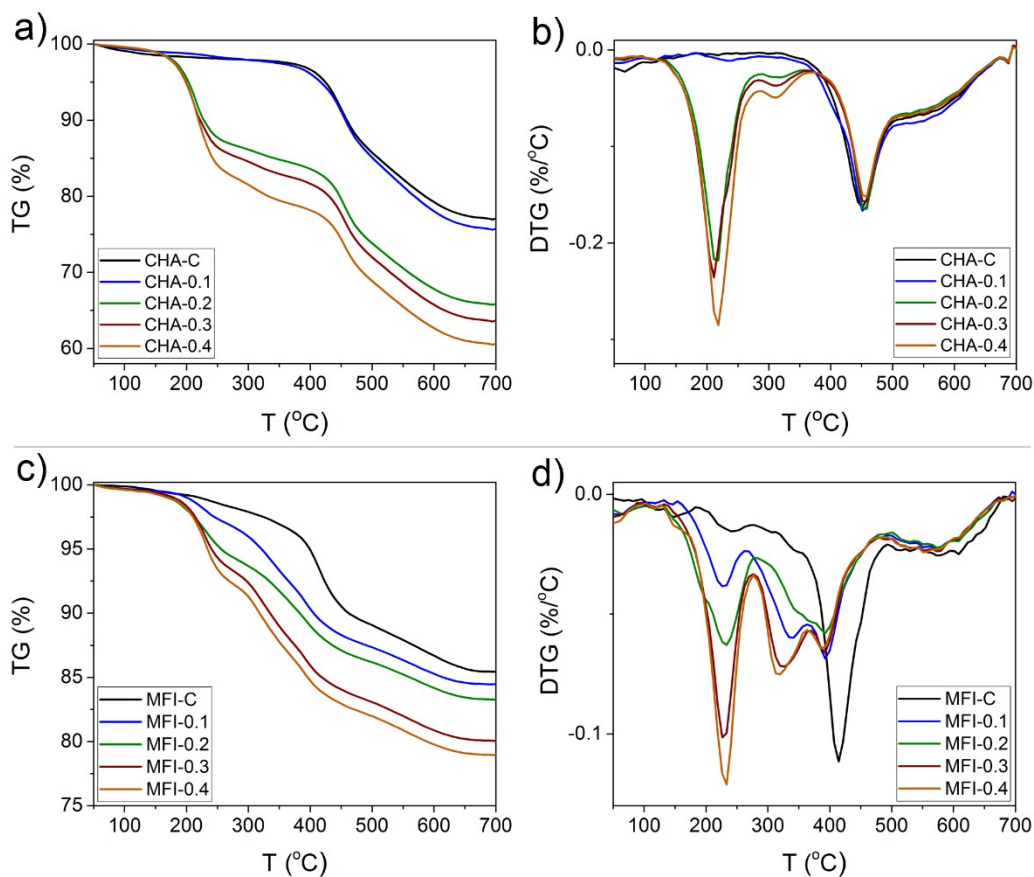 a)
100
90
80
70
60
TG (%)
CHA-C
CHA-0.1
CHA-0.2
CHA-0.3
CHA-0.4
100 200 300 400 500 600 700
T (°C)
b)
0.0
-0.2
DTG (%/°C)
CHA-C
CHA-0.1
CHA-0.2
CHA-0.3
CHA-0.4
100 200 300 400 500 600 700
T (°C)
c)
100
95
90
85
80
75
TG (%)
MFI-C
MFI-0.1
MFI-0.2
MFI-0.3
MFI-0.4
100 200 300 400 500 600 700
T (°C)
d)
0.0
-0.1
DTG (%/°C)
MFI-C
MFI-0.1
MFI-0.2
MFI-0.3
MFI-0.4
100 200 300 400 500 600 700
T (°C)